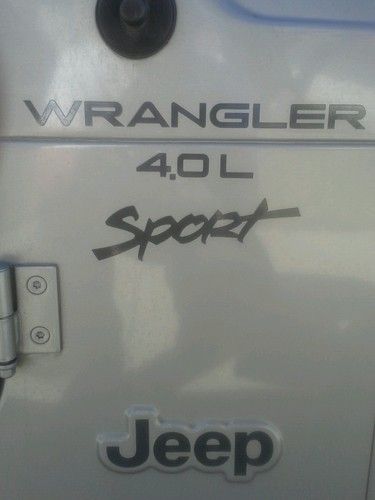 WRANGLER
4.0 L
Sport
Jeep